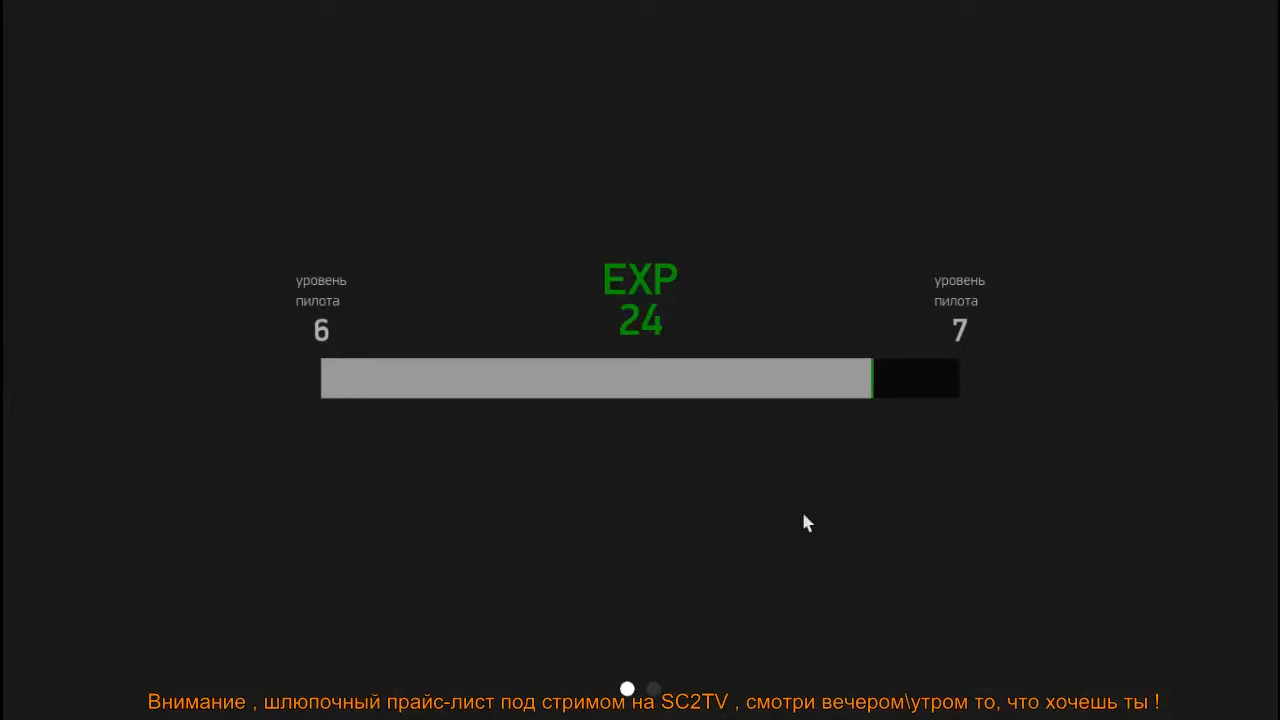 уровень
пилота
6
EXP
24
уровень
пилота
7
Внимание , шлюпочный прайс-лист под стримом на SC2TV , смотри вечером\утром то, что хочешь ты !